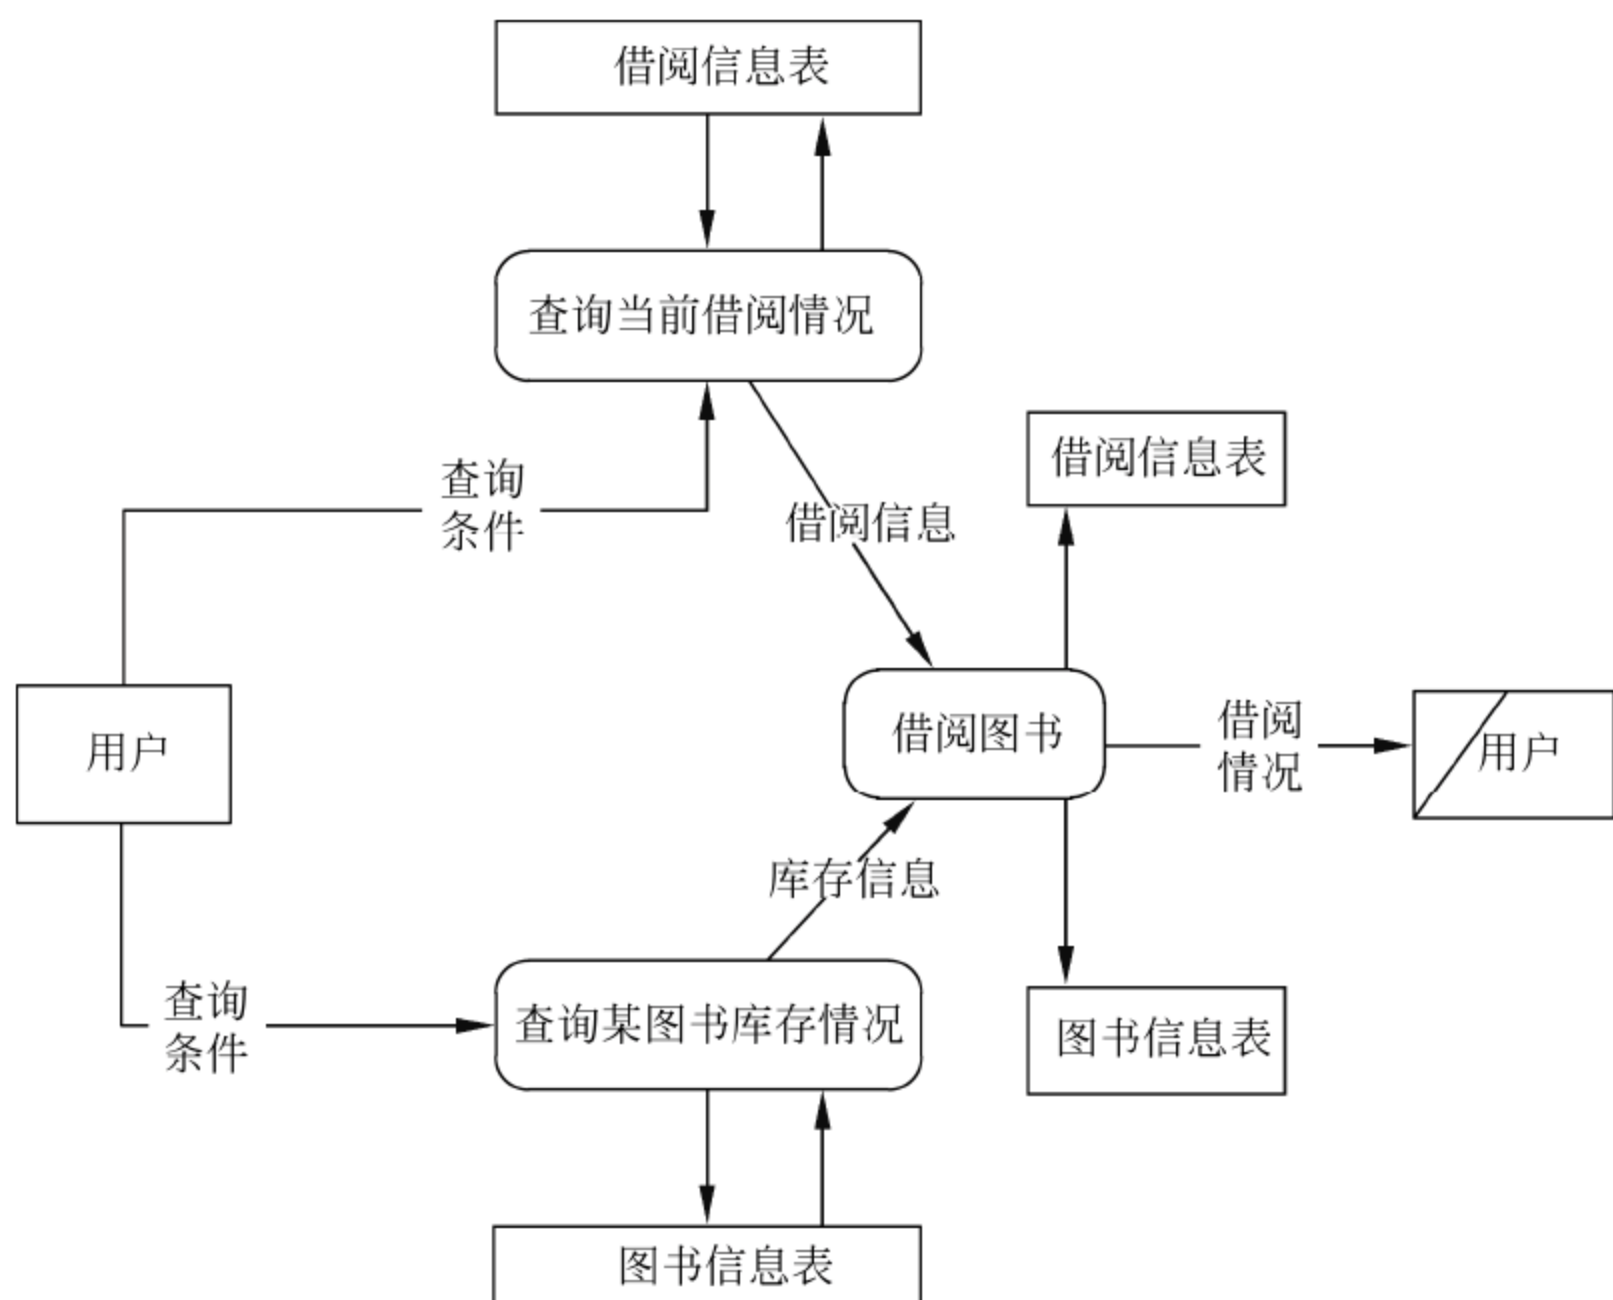 借阅信息表
查询当前借阅情况
查询
条件
借阅信息
借阅信息表
用户
借阅图书
借阅
情况
用户
库存信息
查询
条件
查询某图书库存情况
图书信息表
图书信息表